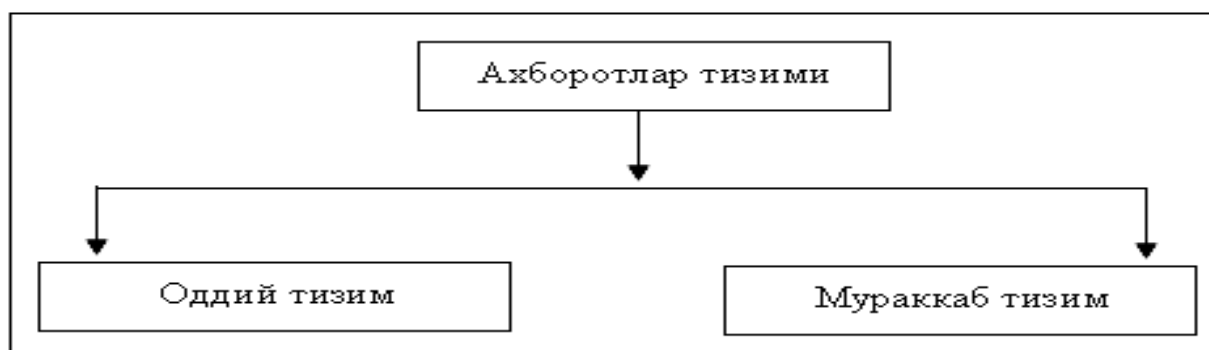 Ахборотлар тизими
Оддий тизим
Мураккаб тизим